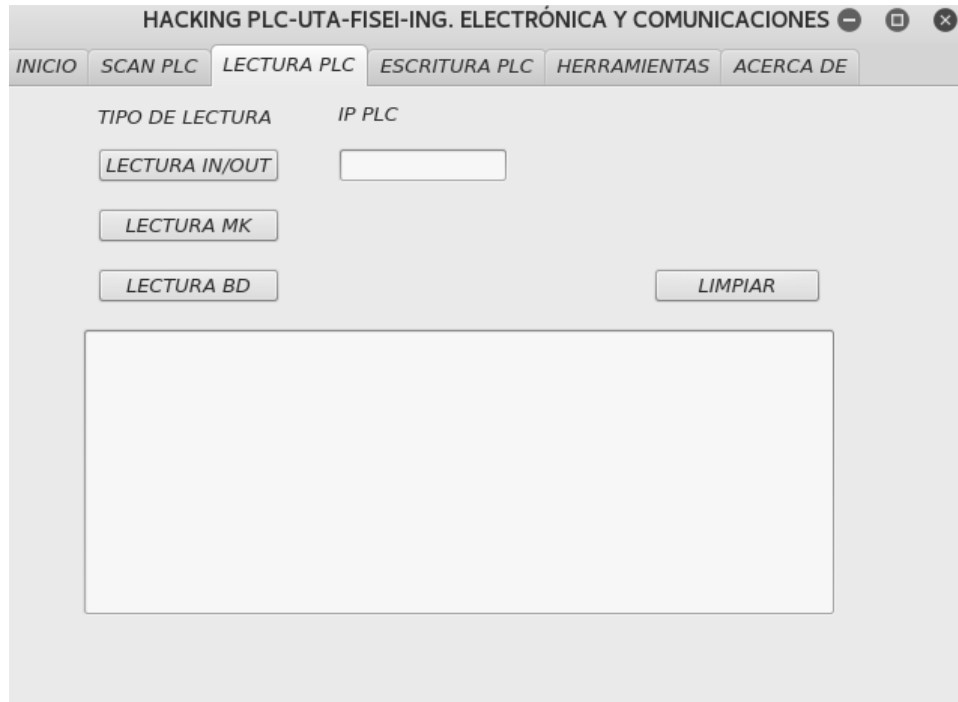 HACKING PLC-UTA-FISEI-ING. ELECTRÓNICA Y COMUNICACIONES
INICIO SCAN PLC LECTURA PLC ESCRITURA PLC HERRAMIENTAS ACERCA DE
TIPO DE LECTURA IP PLC
LECTURA IN/OUT
LECTURA MK
LECTURA BD LIMPIAR